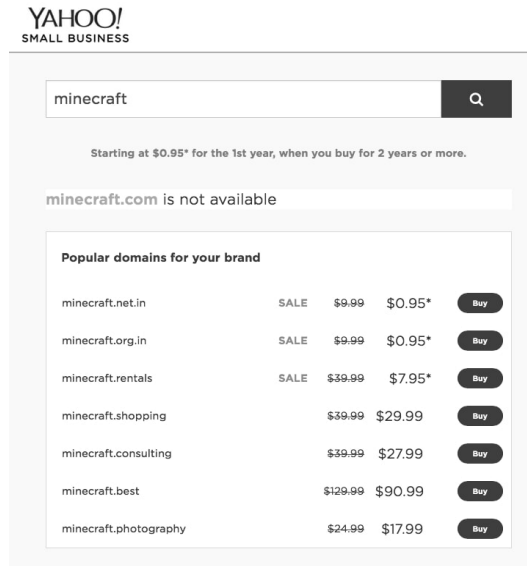 YAHOO!
SMALL BUSINESS
minecraft
Starting at $0.95* for the 1st year, when you buy for 2 years or more.
minecraft.com is not available
Popular domains for your brand
minecraft.net.in SALE $9.99 $0.95* Buy
minecraft.org.in SALE $9.99 $0.95* Buy
minecraft.rentals SALE $39.99 $7.95* Buy
minecraft.shopping $39.99 $29.99 Buy
minecraft.consulting $39.99 $27.99 Buy
minecraft.best $129.99 $90.99 Buy
minecraft.photography $24.99 $17.99 Buy